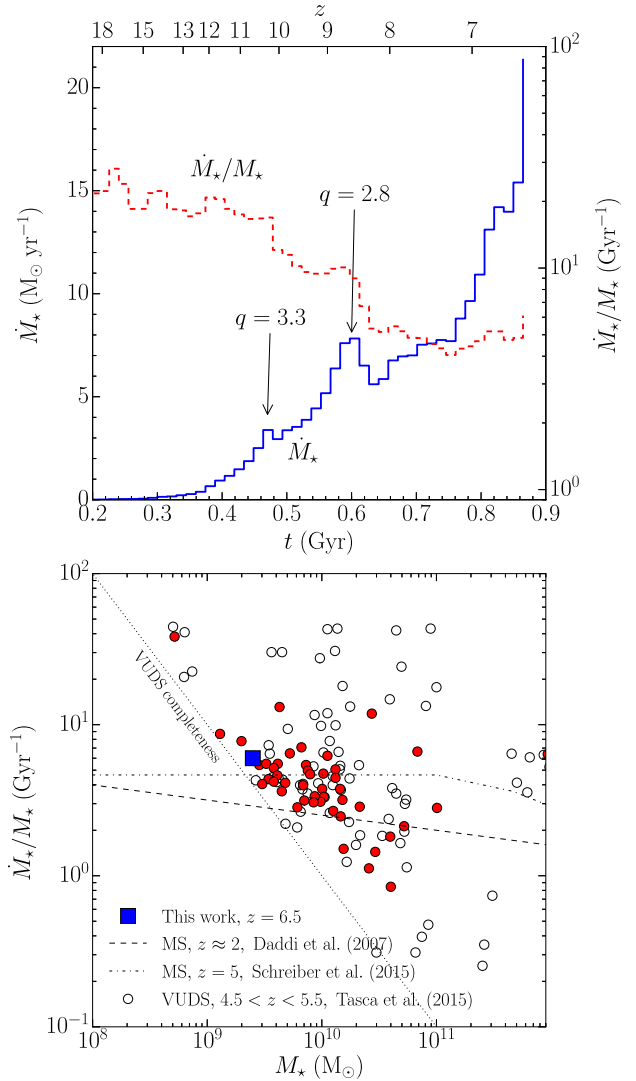 z
18 15 13 12 11 10 9 8 7
20
15
10
5
0
Ṁ⋆ (M⊙ yr⁻¹)
10²
10¹
10⁰
Ṁ⋆/M⋆ (Gyr⁻¹)
Ṁ⋆/M⋆
q = 2.8
q = 3.3
Ṁ⋆
0.2 0.3 0.4 0.5 0.6 0.7 0.8 0.9
t (Gyr)
10²
10¹
10⁰
10⁻¹
Ṁ⋆/M⋆ (Gyr⁻¹)
VUDS completeness
This work, z = 6.5
MS, z ≈ 2, Daddi et al. (2007)
MS, z = 5, Schreiber et al. (2015)
VUDS, 4.5 < z < 5.5, Tasca et al. (2015)
10⁸ 10⁹ 10¹⁰ 10¹¹
M⋆ (M⊙)